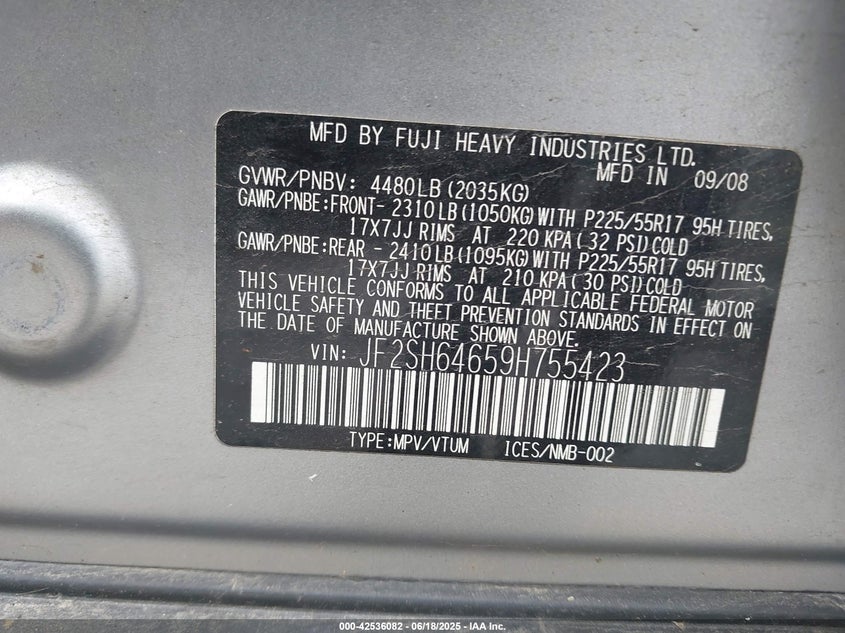 MFD BY FUJI HEAVY INDUSTRIES LTD.
MFD IN 09/08
GVWR/PNBV: 4480LB(2035KG)
GAWR/PNBE:FRONT- 2310LB(1050KG)WITH P225/55R17 95H TIRES,
17X7JJ RIMS AT 220 KPA(32 PSI)COLD
GAWR/PNBE:REAR - 2410LB(1095KG)WITH P225/55R17 95H TIRES,
17X7JJ RIMS AT 210 KPA(30 PSI)COLD
THIS VEHICLE CONFORMS TO ALL APPLICABLE FEDERAL MOTOR
VEHICLE SAFETY AND THEFT PREVENTION STANDARDS IN EFFECT ON
THE DATE OF MANUFACTURE SHOWN ABOVE.
VIN: JF2SH64659H755423
TYPE:MPV/VTUM ICES/NMB-002
000-42536082 - 06/18/2025 - IAA Inc.